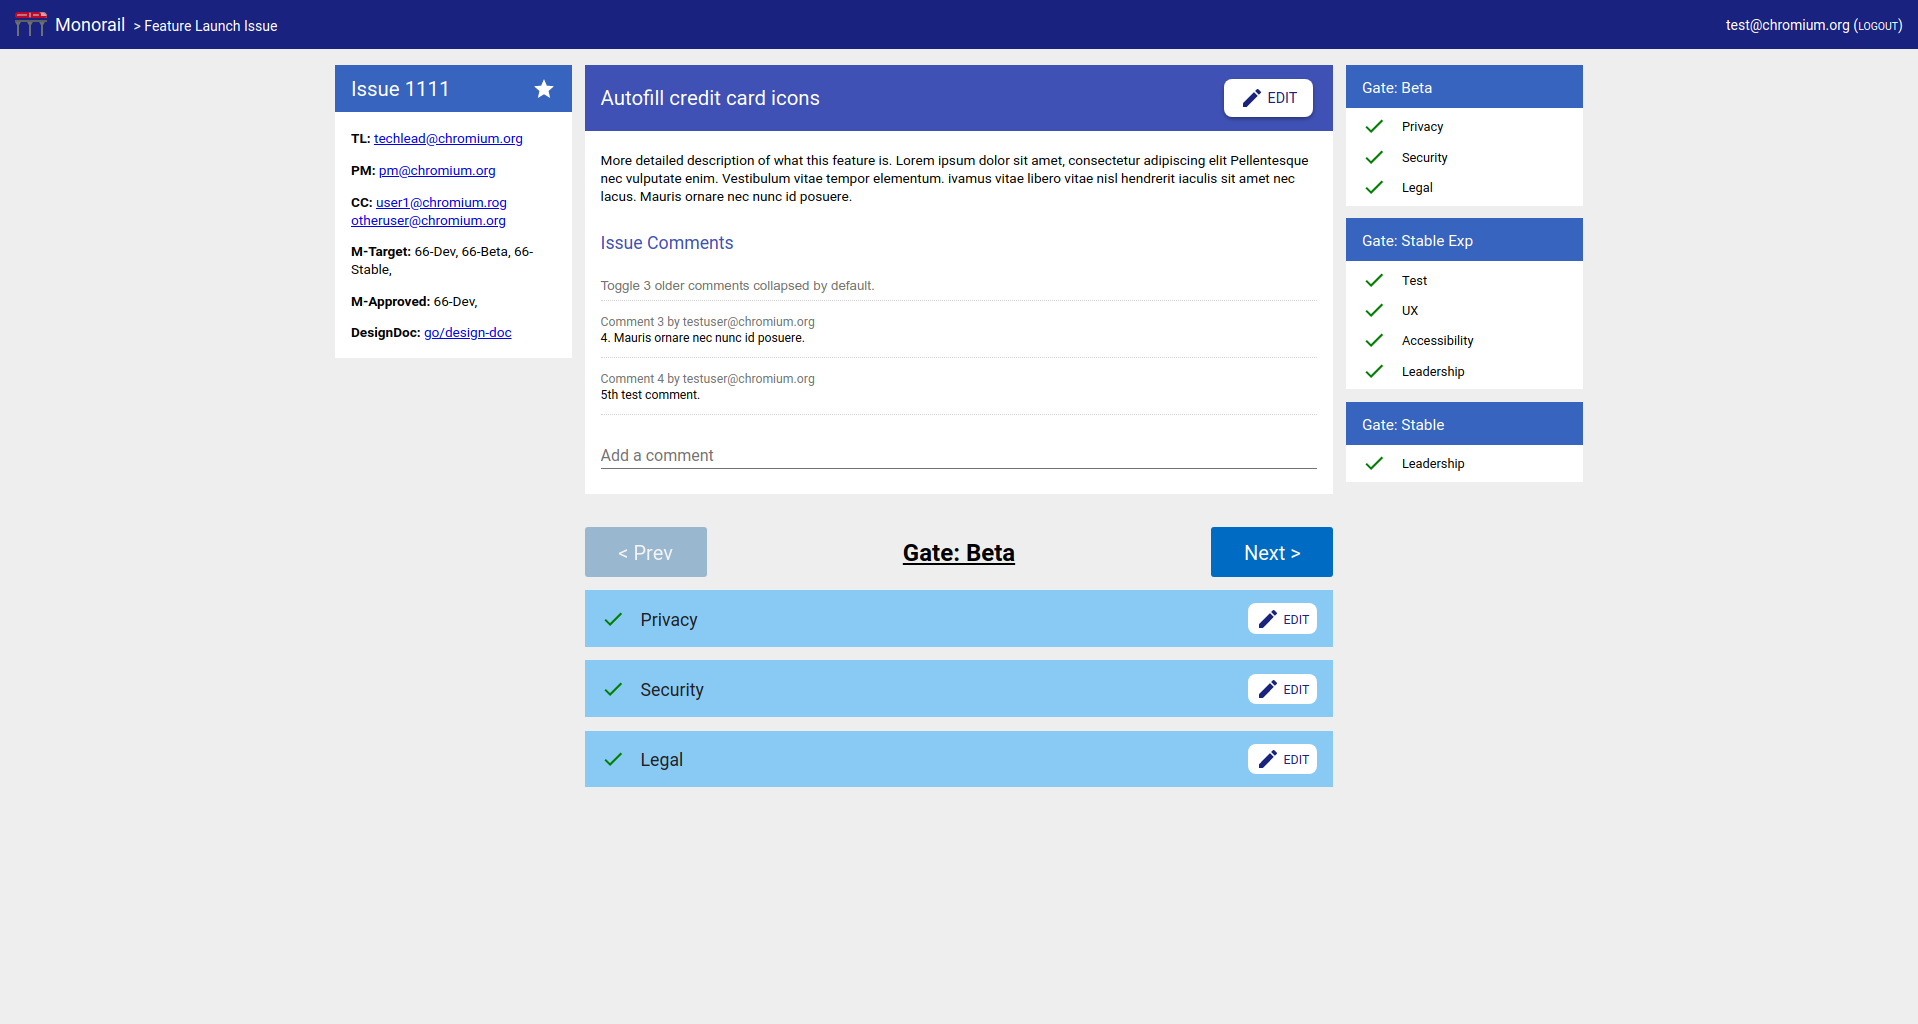 Monorail > Feature Launch Issue
test@chromium.org (LOGOUT)
Issue 1111
TL: techlead@chromium.org
PM: pm@chromium.org
CC: user1@chromium.rog
otheruser@chromium.org
M-Target: 66-Dev, 66-Beta, 66-
Stable,
M-Approved: 66-Dev,
DesignDoc: go/design-doc
Autofill credit card icons
EDIT
More detailed description of what this feature is. Lorem ipsum dolor sit amet, consectetur adipiscing elit Pellentesque
nec vulputate enim. Vestibulum vitae tempor elementum. ivamus vitae libero vitae nisl hendrerit iaculis sit amet nec
lacus. Mauris ornare nec nunc id posuere.
Issue Comments
Toggle 3 older comments collapsed by default.
Comment 3 by testuser@chromium.org
4. Mauris ornare nec nunc id posuere.
Comment 4 by testuser@chromium.org
5th test comment.
Add a comment
< Prev
Gate: Beta
Next >
Privacy
EDIT
Security
EDIT
Legal
EDIT
Gate: Beta
Privacy
Security
Legal
Gate: Stable Exp
Test
UX
Accessibility
Leadership
Gate: Stable
Leadership